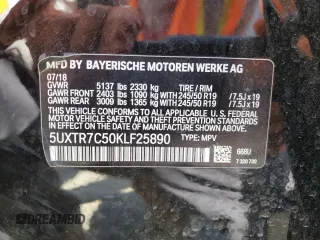 MFD BY BAYERISCHE MOTOREN WERKE AG
07/18
GVWR 5137 lbs 2330 kg TIRE / RIM
GAWR FRONT 2403 lbs 1090 kg WITH 245/50 R19 /7.5J x 19
GAWR REAR 3009 lbs 1365 kg WITH 245/50 R19 /7.5J x 19
THIS VEHICLE CONFORMS TO ALL APPLICABLE U. S. FEDERAL
MOTOR VEHICLE SAFETY STANDARDS IN EFFECT
ON THE DATE OF MANUFACTURE SHOWN ABOVE.
5UXTR7C50KLF25890 TYPE: MPV
668U
DREAMBID